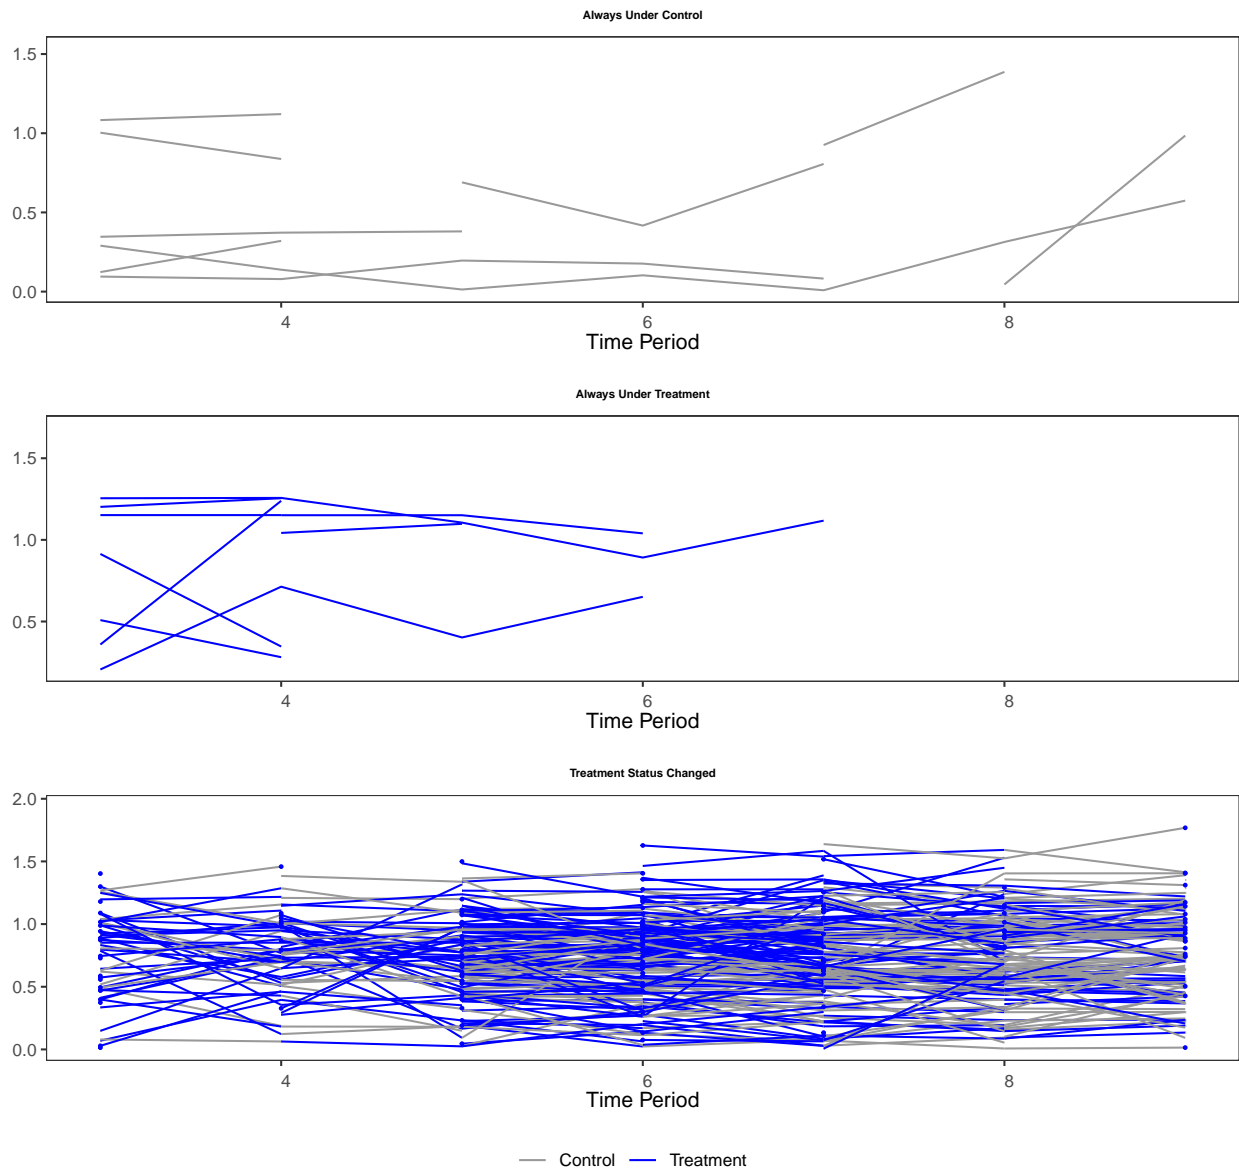 Always Under Control
1.5
1.0
0.5
0.0
4 6 8
Time Period
Always Under Treatment
1.5
1.0
0.5
4 6 8
Time Period
Treatment Status Changed
2.0
1.5
1.0
0.5
0.0
4 6 8
Time Period
Control Treatment